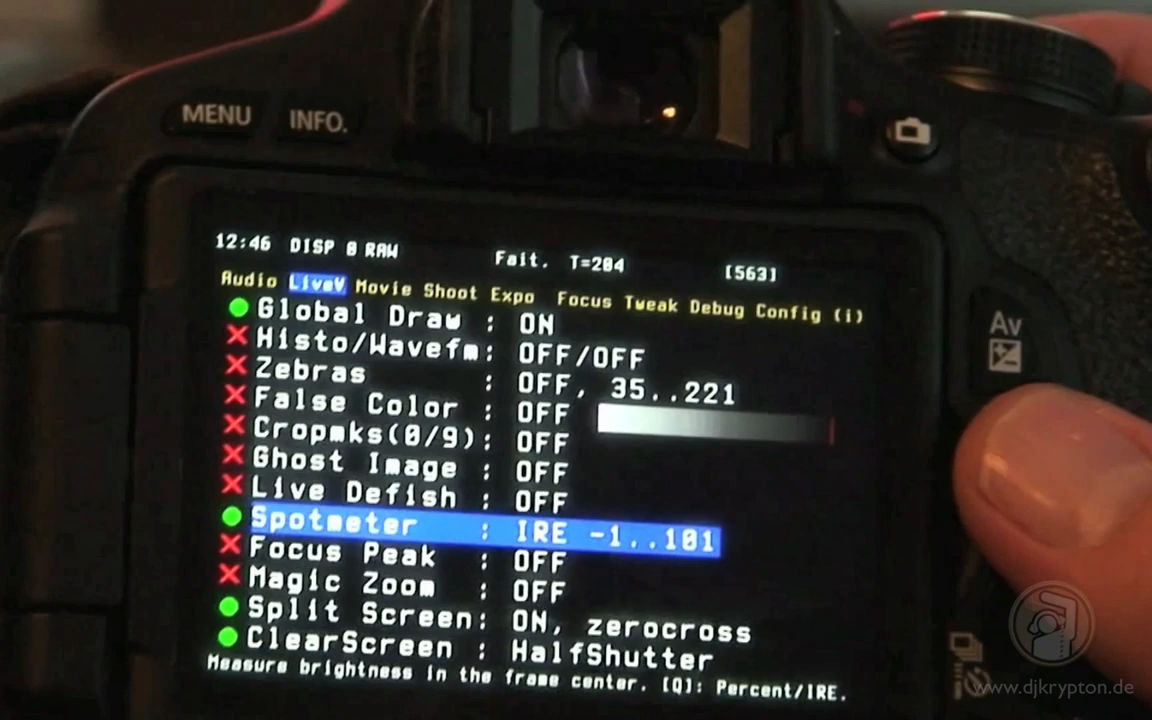 MENU INFO.
12:46 DISP 0 RAW Fait. T=284 [563]
Audio LiveV Movie Shoot Expo Focus Tweak Debug Config (i)
Global Draw : ON
Histo/Wavefm: OFF/OFF
Zebras : OFF, 35..221
False Color : OFF
Cropmks(0/9): OFF
Ghost Image : OFF
Live Defish : OFF
Spotmeter : IRE -1..101
Focus Peak : OFF
Magic Zoom : OFF
Split Screen: ON, zerocross
ClearScreen : HalfShutter
Measure brightness in the frame center. [Q]: Percent/IRE.
Av
www.djkrypton.de